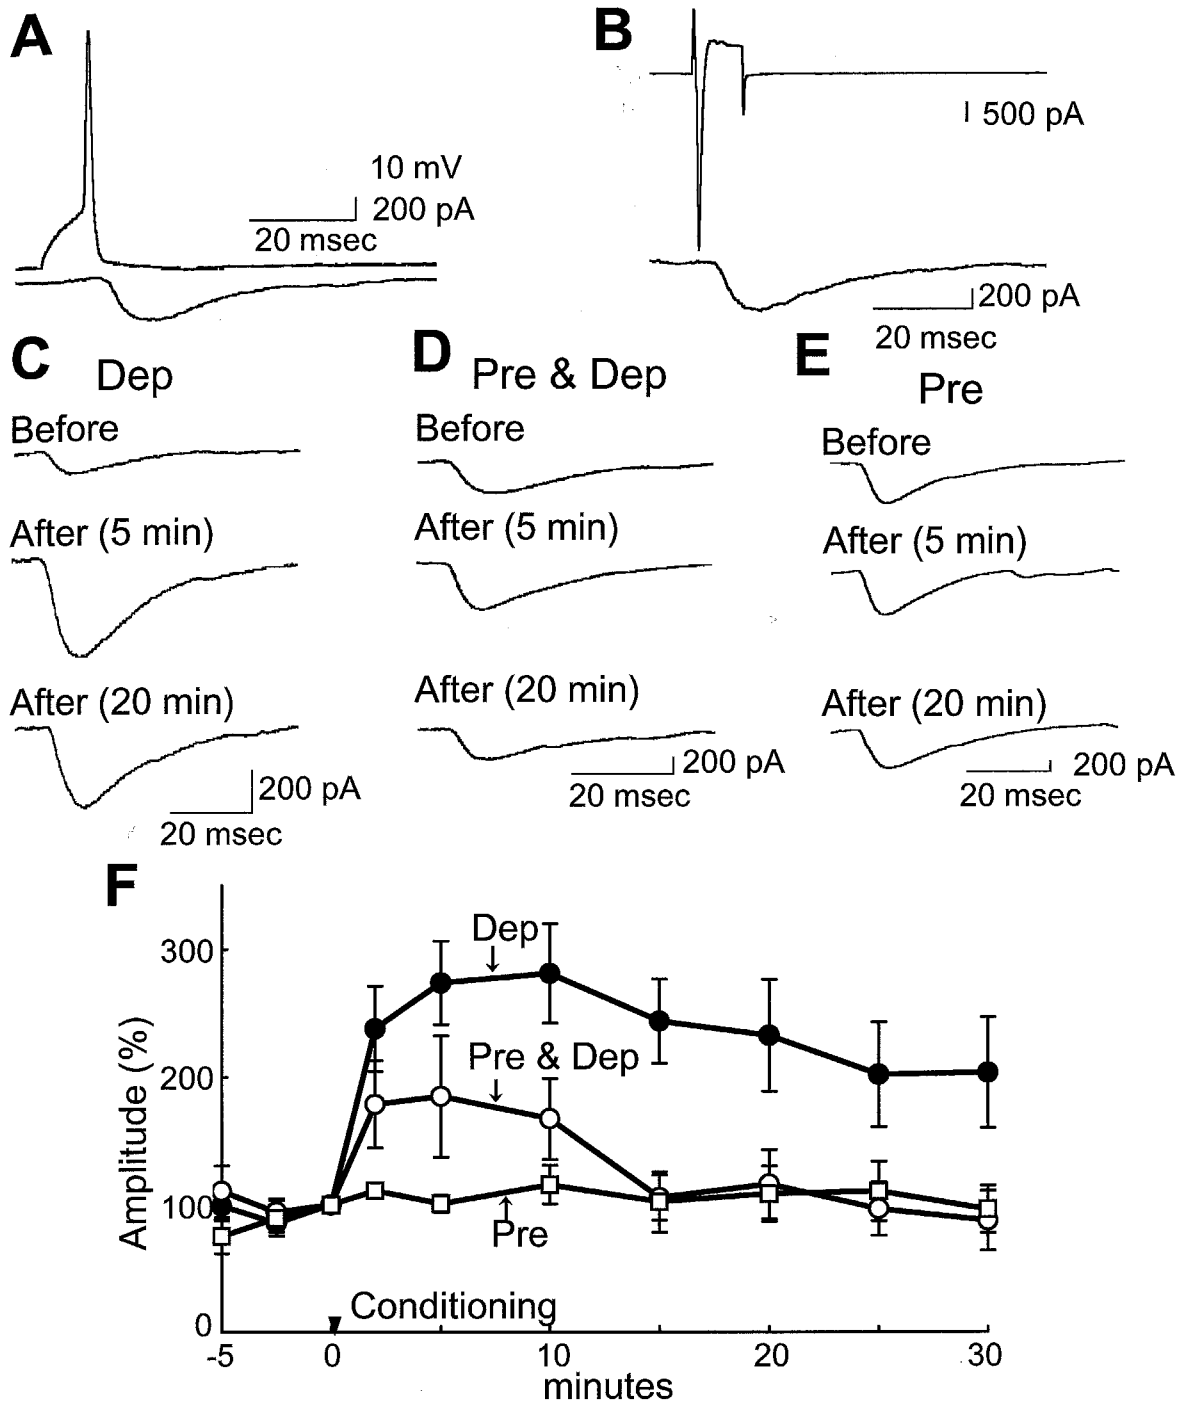 A
B
500 pA
10 mV
200 pA
20 msec
200 pA
20 msec
C
Dep
D
Pre & Dep
E
Pre
Before
Before
Before
After (5 min)
After (5 min)
After (5 min)
After (20 min)
After (20 min)
After (20 min)
200 pA
20 msec
200 pA
20 msec
200 pA
20 msec
F
300
200
100
0
Amplitude (%)
Dep
Pre & Dep
Pre
Conditioning
-5
0
10
20
30
minutes